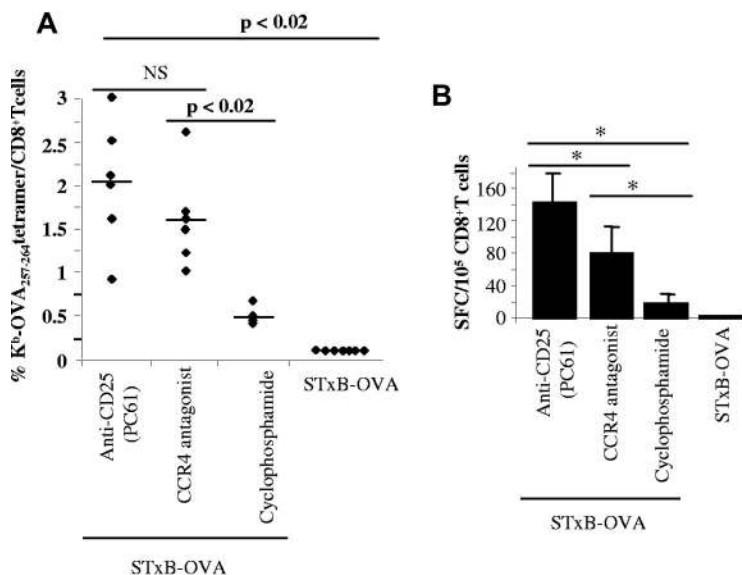 A
p < 0.02
NS
p < 0.02
% Kᵇ-OVA₂₅₇₋₂₆₄tetramer/CD8⁺Tcells
3
2.5
2
1.5
1
0.5
0
Anti-CD25
(PC61)
CCR4 antagonist
Cyclophosphamide
STxB-OVA
STxB-OVA
B
*
*
*
SFC/10⁵ CD8⁺T cells
160
120
80
40
0
Anti-CD25
(PC61)
CCR4 antagonist
Cyclophosphamide
STxB-OVA
STxB-OVA